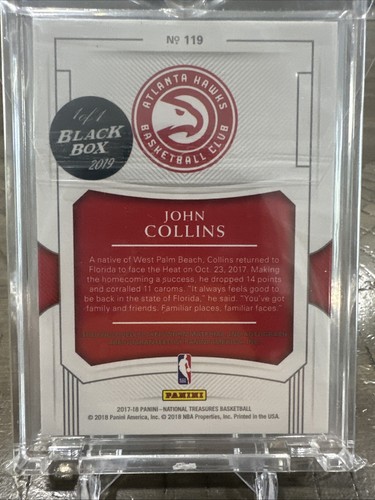 Nº 119
ATLANTA HAWKS
BASKETBALL CLUB
1 of 1
BLACK
BOX
2019
JOHN
COLLINS
A native of West Palm Beach, Collins returned to
Florida to face the Heat on Oct. 23, 2017. Making
the homecoming a success, he dropped 14 points
and corralled 11 caroms. "It always feels good to
be back in the state of Florida," he said. "You've got
family and friends. Familiar places; familiar faces."
NBA
PANINI
2017-18 PANINI - NATIONAL TREASURES BASKETBALL
© 2018 Panini America, Inc. © 2018 NBA Properties, Inc. Printed in the USA.